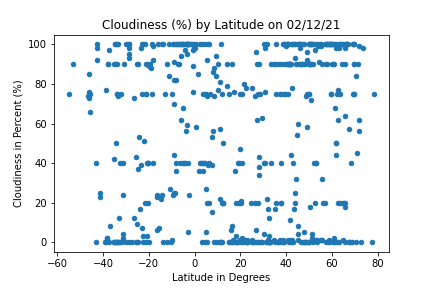 Cloudiness (%) by Latitude on 02/12/21
Cloudiness in Percent (%)
100
80
60
40
20
0
−60 −40 −20 0 20 40 60 80
Latitude in Degrees